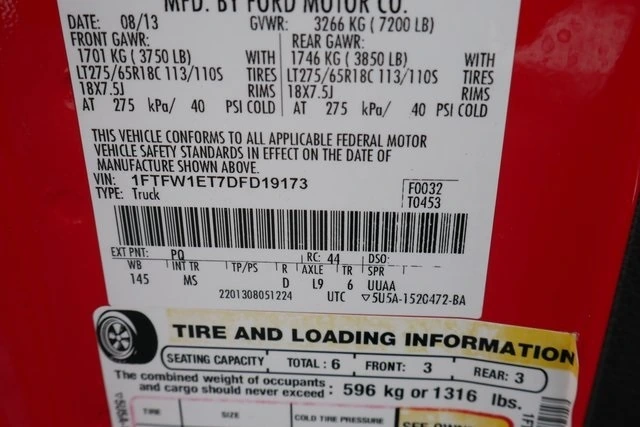 MFD. BY FORD MOTOR CO.
DATE: 08/13 GVWR: 3266 KG ( 7200 LB)
FRONT GAWR: REAR GAWR:
1701 KG ( 3750 LB) WITH 1746 KG ( 3850 LB) WITH
LT275/65R18C 113/110S TIRES LT275/65R18C 113/110S TIRES
18X7.5J RIMS 18X7.5J RIMS
AT 275 kPa/ 40 PSI COLD AT 275 kPa/ 40 PSI COLD
THIS VEHICLE CONFORMS TO ALL APPLICABLE FEDERAL MOTOR
VEHICLE SAFETY STANDARDS IN EFFECT ON THE DATE OF
MANUFACTURE SHOWN ABOVE.
VIN: 1FTFW1ET7DFD19173 F0032
TYPE: Truck T0453
EXT PNT: PQ RC: 44 DSO:
WB INT TR TP/PS R AXLE TR SPR
145 MS D L9 6 UUAA
2201308051224 UTC ▽5U5A-1520472-BA
TIRE AND LOADING INFORMATION
SEATING CAPACITY TOTAL: 6 FRONT: 3 REAR: 3
The combined weight of occupants
and cargo should never exceed: 596 kg or 1316 lbs.
TIRE SIZE COLD TIRE PRESSURE